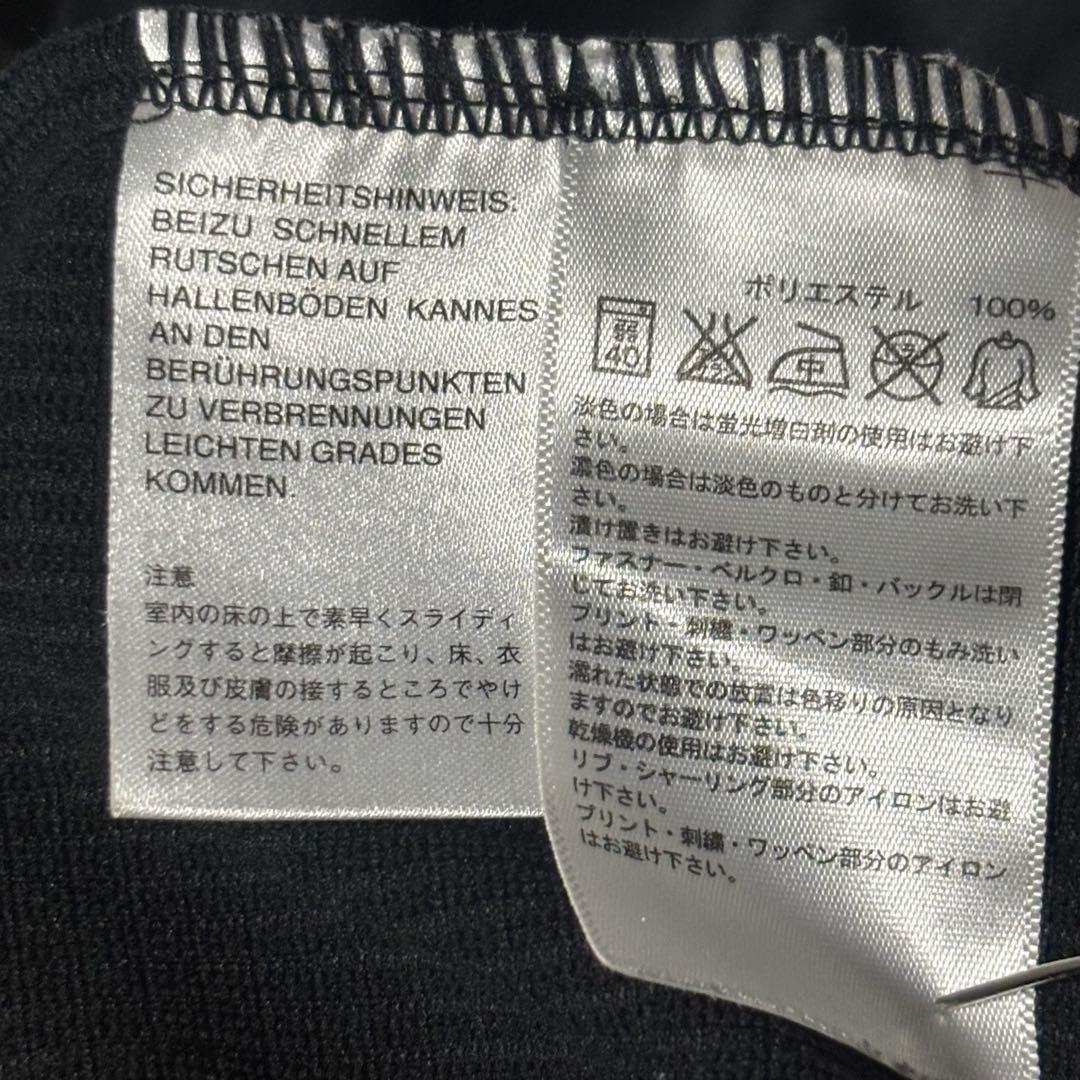 SICHERHEITSHINWEIS:
BEIZU SCHNELLEM
RUTSCHEN AUF
HALLENBÖDEN KANNES
AN DEN
BERÜHRUNGSPUNKTEN
ZU VERBRENNUNGEN
LEICHTEN GRADES
KOMMEN.
注意
室内の床の上で素早くスライディ
ングすると摩擦が起こり、床、衣
服及び皮膚の接するところでやけ
どをする危険がありますので十分
注意して下さい。
ポリエステル 100%
弱
40
中
淡色の場合は蛍光増白剤の使用はお避け下
さい。
濃色の場合は淡色のものと分けてお洗い下
さい。
漬け置きはお避け下さい。
ファスナー・ベルクロ・釦・バックルは閉
じてお洗い下さい。
プリント・刺繍・ワッペン部分のもみ洗い
はお避け下さい。
濡れた状態での放置は色移りの原因となり
ますのでお避け下さい。
乾燥機の使用はお避け下さい。
リブ・シャーリング部分のアイロンはお避
け下さい。
プリント・刺繍・ワッペン部分のアイロン
はお避け下さい。